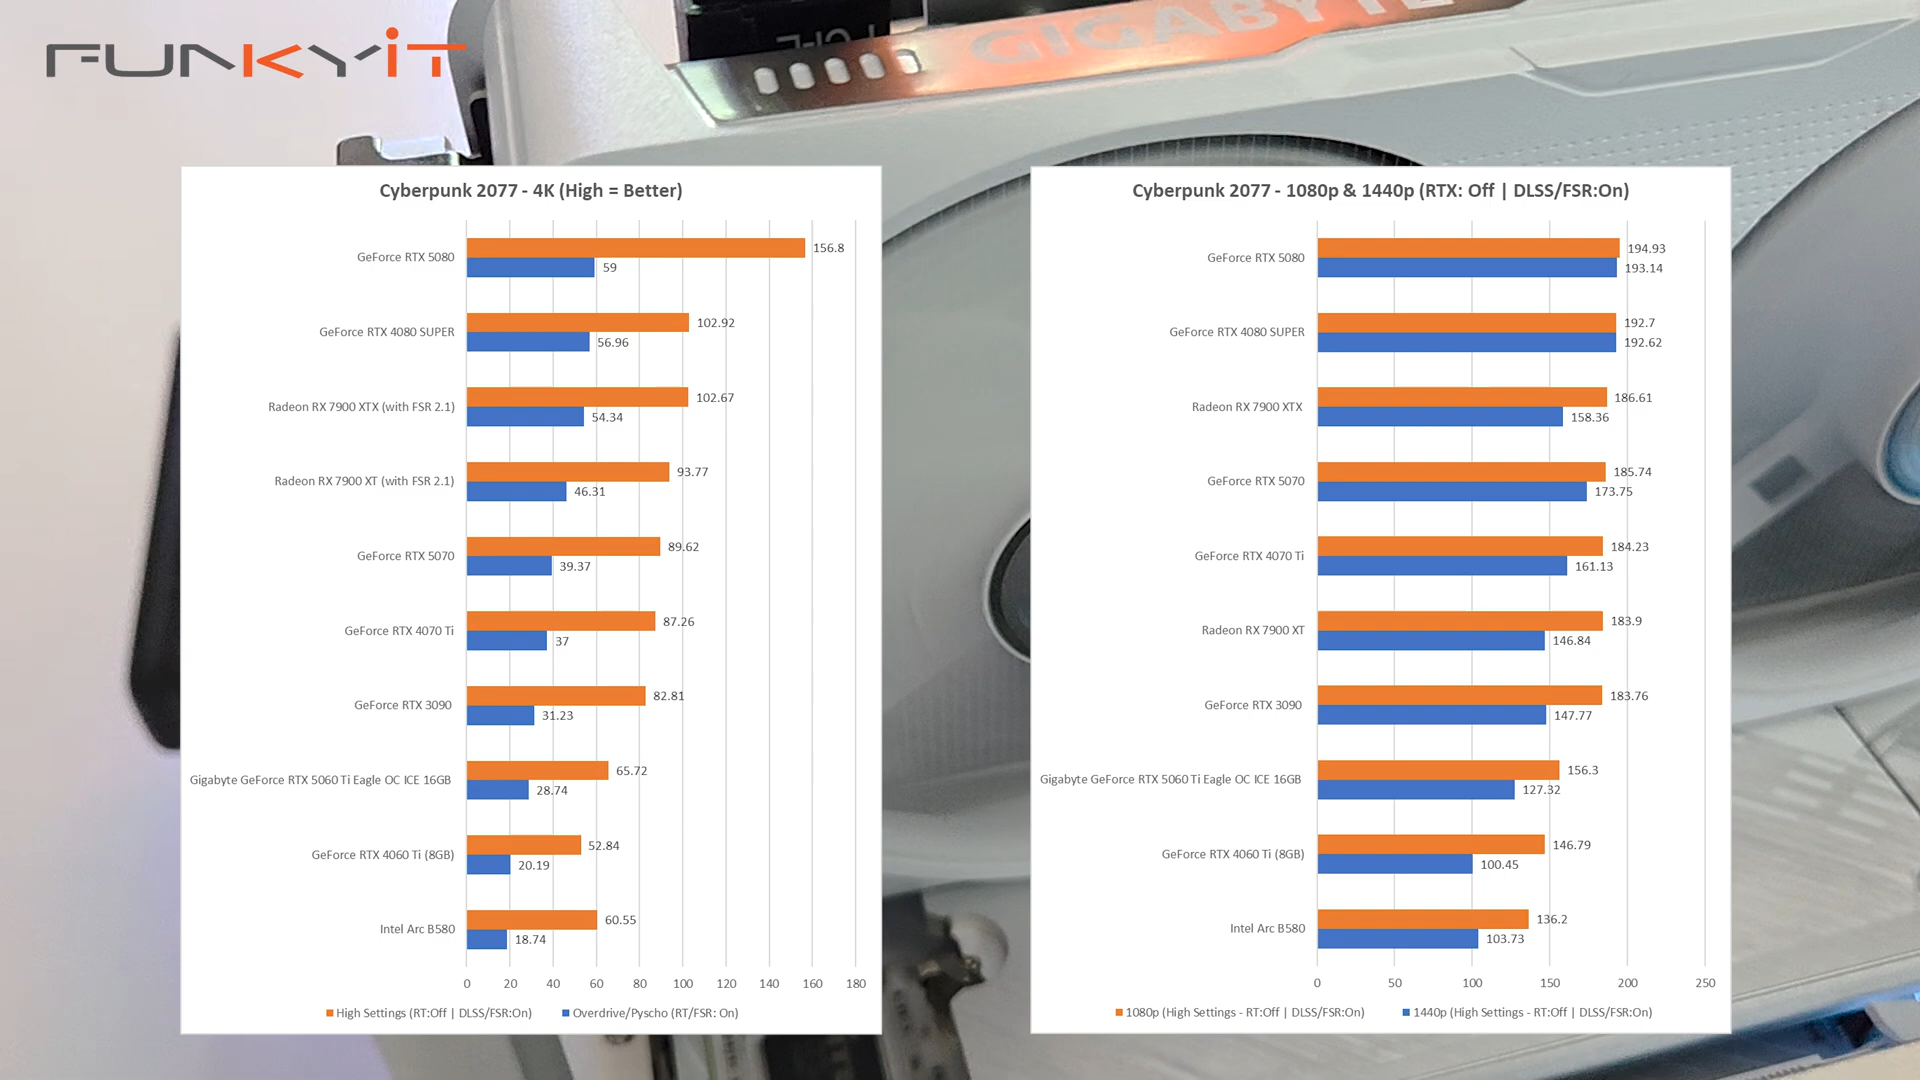 FUNKYiT
GIGABYTE
Cyberpunk 2077 - 4K (High = Better)
GeForce RTX 5080
156.8
59
GeForce RTX 4080 SUPER
102.92
56.96
Radeon RX 7900 XTX (with FSR 2.1)
102.67
54.34
Radeon RX 7900 XT (with FSR 2.1)
93.77
46.31
GeForce RTX 5070
89.62
39.37
GeForce RTX 4070 Ti
87.26
37
GeForce RTX 3090
82.81
31.23
Gigabyte GeForce RTX 5060 Ti Eagle OC ICE 16GB
65.72
28.74
GeForce RTX 4060 Ti (8GB)
52.84
20.19
Intel Arc B580
60.55
18.74
0 20 40 60 80 100 120 140 160 180
High Settings (RT:Off | DLSS/FSR:On) Overdrive/Pyscho (RT/FSR: On)
Cyberpunk 2077 - 1080p & 1440p (RTX: Off | DLSS/FSR:On)
GeForce RTX 5080
194.93
193.14
GeForce RTX 4080 SUPER
192.7
192.62
Radeon RX 7900 XTX
186.61
158.36
GeForce RTX 5070
185.74
173.75
GeForce RTX 4070 Ti
184.23
161.13
Radeon RX 7900 XT
183.9
146.84
GeForce RTX 3090
183.76
147.77
Gigabyte GeForce RTX 5060 Ti Eagle OC ICE 16GB
156.3
127.32
GeForce RTX 4060 Ti (8GB)
146.79
100.45
Intel Arc B580
136.2
103.73
0 50 100 150 200 250
1080p (High Settings - RT:Off | DLSS/FSR:On) 1440p (High Settings - RT:Off | DLSS/FSR:On)